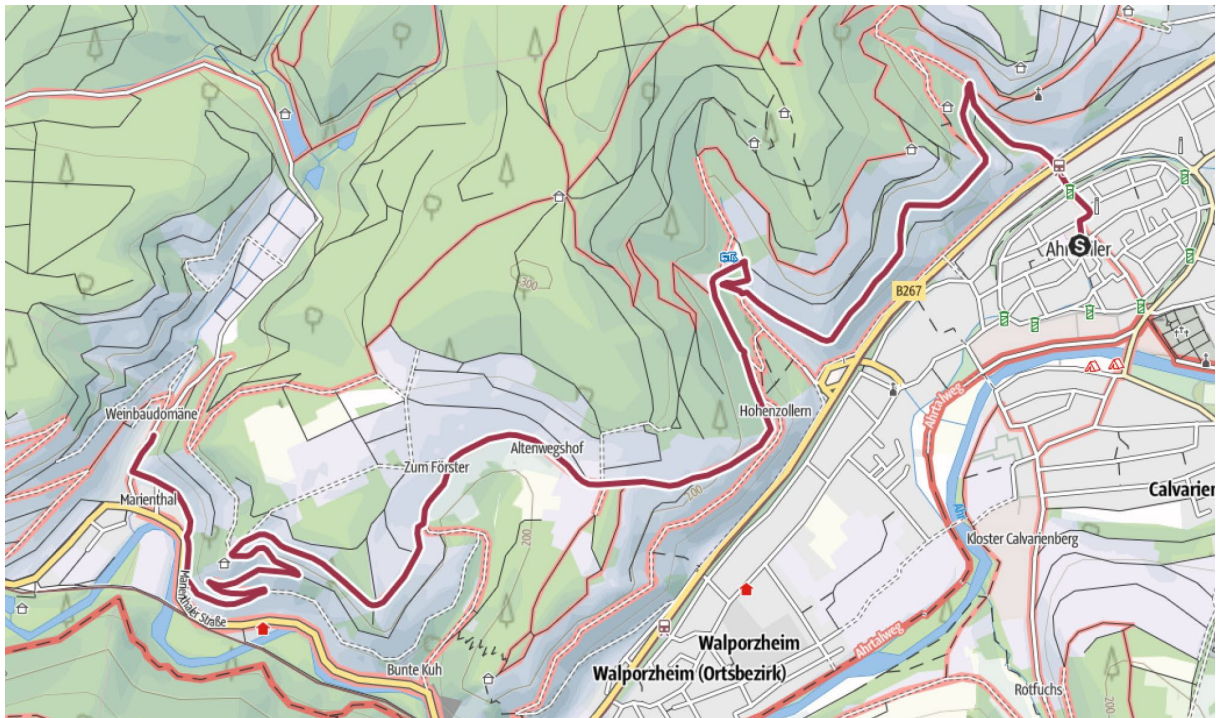 300
Ahrweiler
S
B267
Ahrtalweg
Weinbaudomäne
Hohenzollern
Altenwegshof
Zum Förster
Marienthal
100
200
Calvarien
Kloster Calvarienberg
Marienthaler Straße
Walporzheim
Walporzheim (Ortsbezirk)
Bunte Kuh
Ahrtalweg
Rotfuchs
200